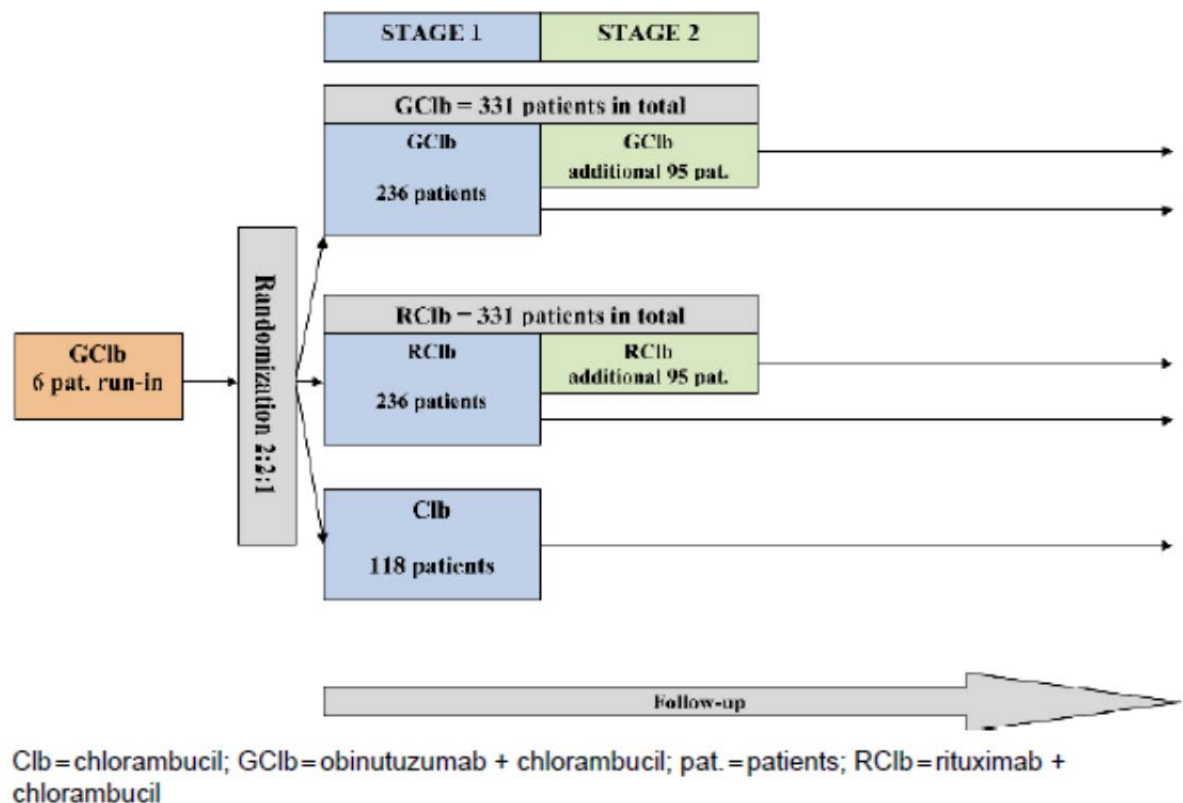 STAGE 1
STAGE 2
GClb = 331 patients in total
GClb
236 patients
GClb
additional 95 pat.
RClb = 331 patients in total
RClb
236 patients
RClb
additional 95 pat.
GClb
6 pat. run-in
Randomization 2:2:1
Clb
118 patients
Follow-up
Clb=chlorambucil; GClb=obinutuzumab + chlorambucil; pat.=patients; RClb=rituximab +
chlorambucil